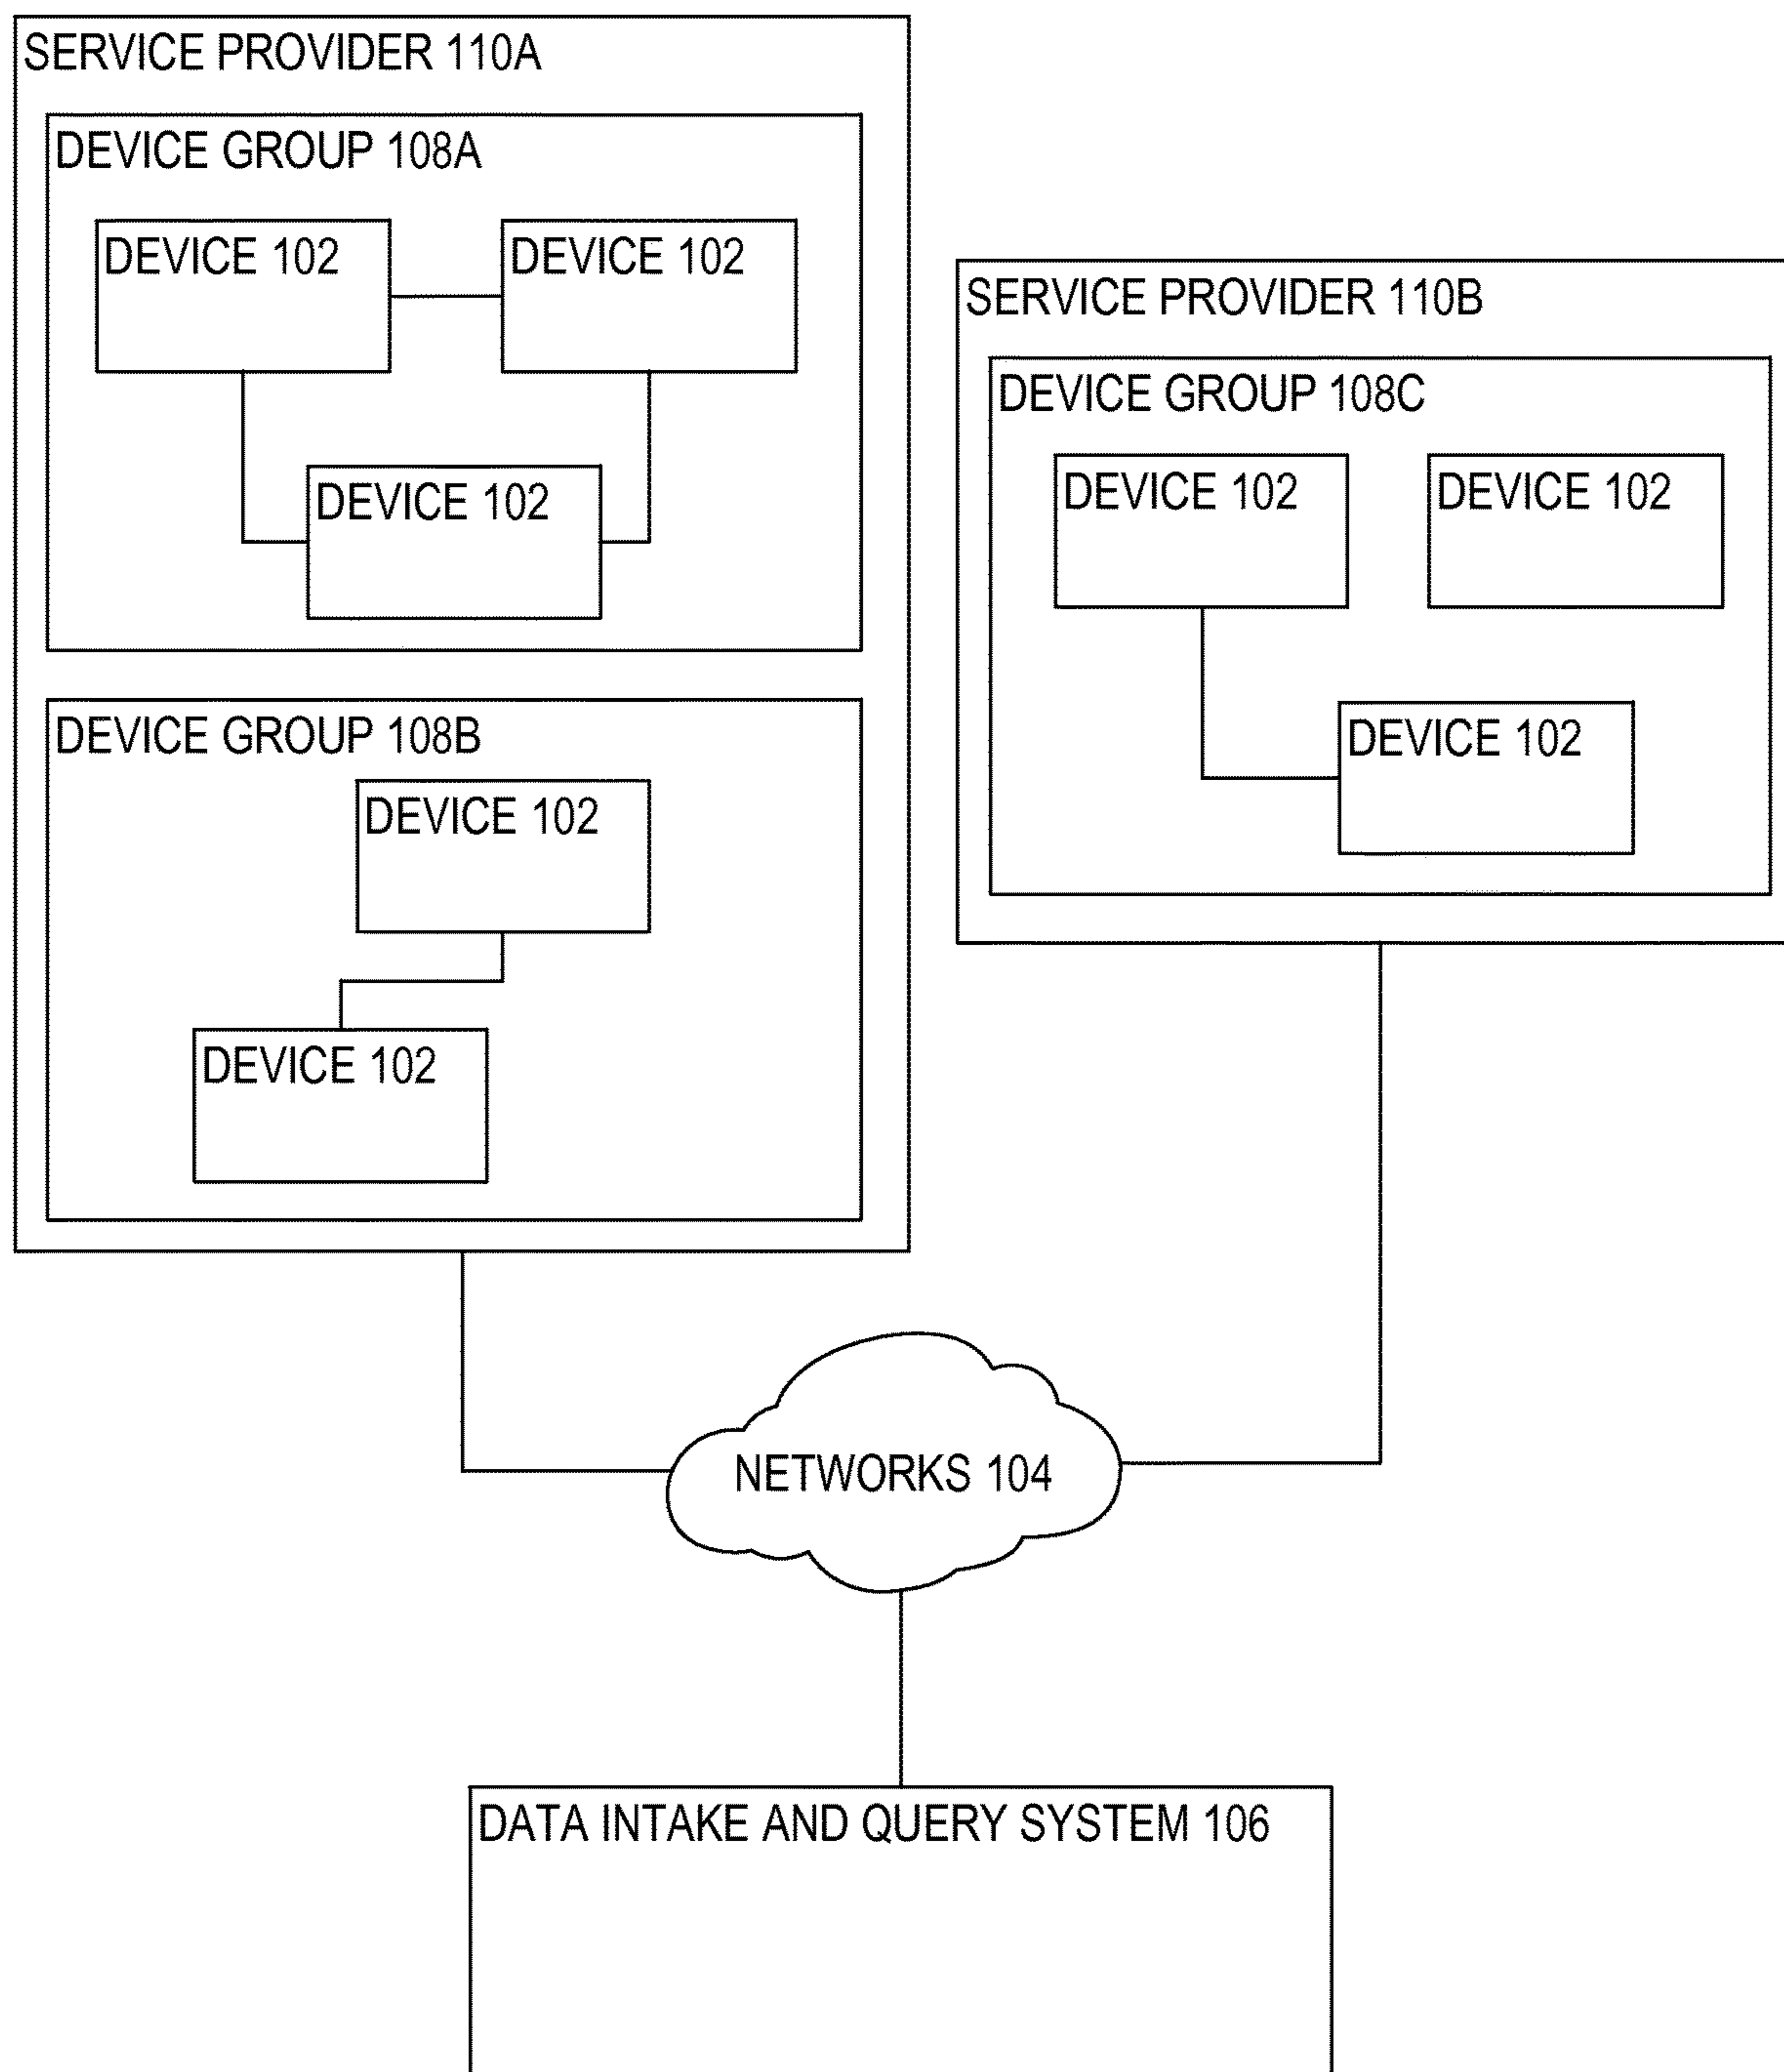 SERVICE PROVIDER 110A
DEVICE GROUP 108A
DEVICE 102
DEVICE 102
DEVICE 102
DEVICE GROUP 108B
DEVICE 102
DEVICE 102
SERVICE PROVIDER 110B
DEVICE GROUP 108C
DEVICE 102
DEVICE 102
DEVICE 102
NETWORKS 104
DATA INTAKE AND QUERY SYSTEM 106